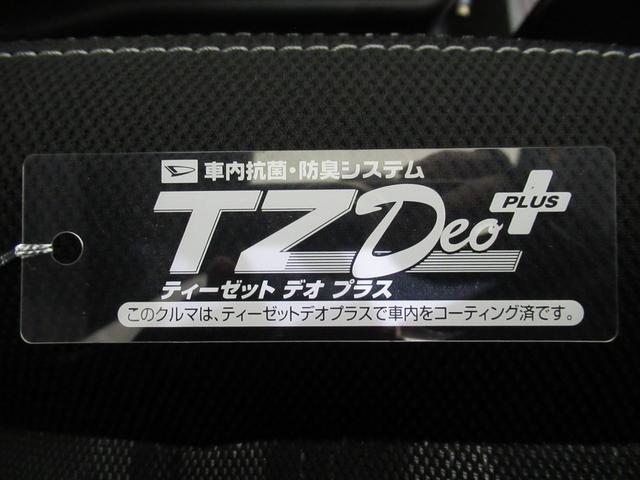 車内抗菌・防臭システム
TZ Deo PLUS
ティーゼット デオ プラス
このクルマは、ティーゼットデオプラスで車内をコーティング済です。